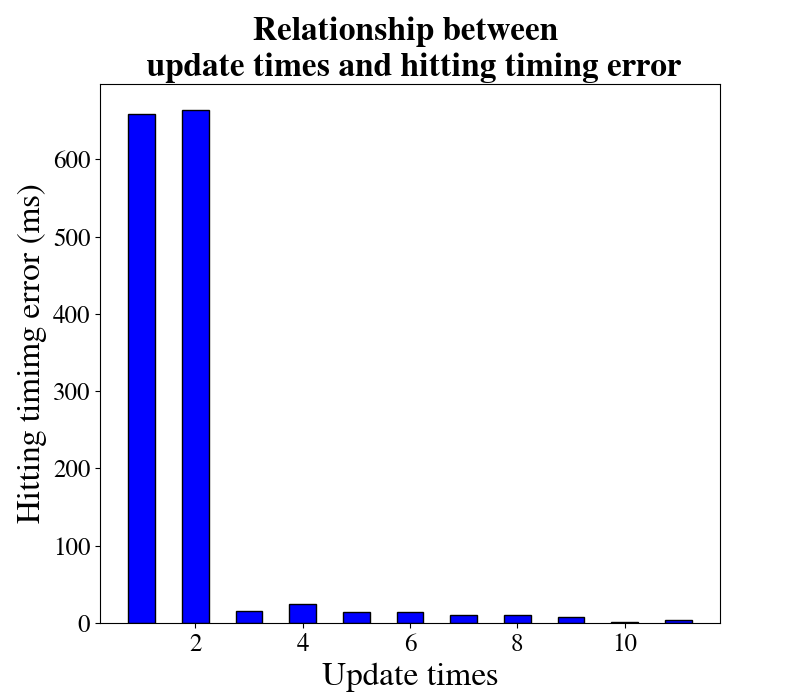 Relationship between
update times and hitting timing error
Hitting timimg error (ms)
600
500
400
300
200
100
0
2 4 6 8 10
Update times